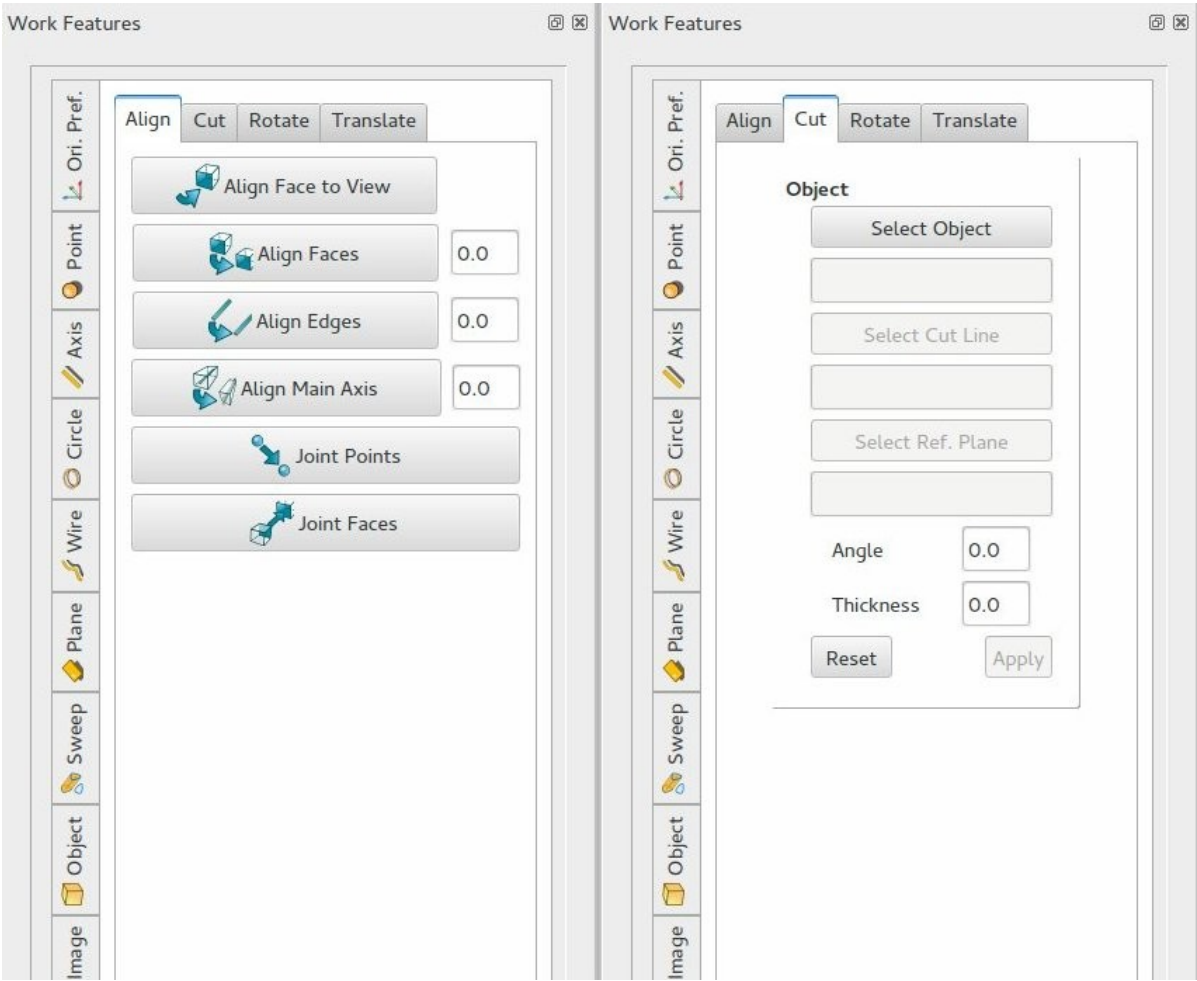 Work Features
Ori. Pref.
Point
Axis
Circle
Wire
Plane
Sweep
Object
Image
Align Cut Rotate Translate
Align Face to View
Align Faces 0.0
Align Edges 0.0
Align Main Axis 0.0
Joint Points
Joint Faces
Work Features
Ori. Pref.
Point
Axis
Circle
Wire
Plane
Sweep
Object
Image
Align Cut Rotate Translate
Object
Select Object
Select Cut Line
Select Ref. Plane
Angle 0.0
Thickness 0.0
Reset Apply